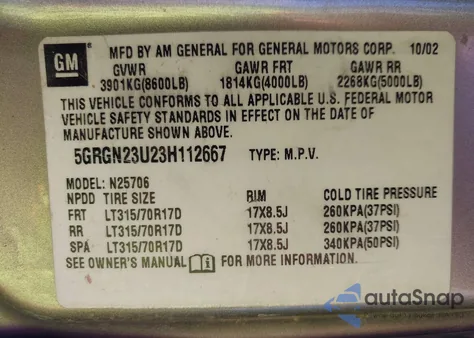 GM
MFD BY AM GENERAL FOR GENERAL MOTORS CORP. 10/02
GVWR GAWR FRT GAWR RR
3901KG(8600LB) 1814KG(4000LB) 2268KG(5000LB)
THIS VEHICLE CONFORMS TO ALL APPLICABLE U.S. FEDERAL MOTOR
VEHICLE SAFETY STANDARDS IN EFFECT ON THE DATE OF
MANUFACTURE SHOWN ABOVE.
5GRGN23U23H112667 TYPE: M.P.V.
MODEL: N25706
NPDD TIRE SIZE RIM COLD TIRE PRESSURE
FRT LT315/70R17D 17X8.5J 260KPA(37PSI)
RR LT315/70R17D 17X8.5J 260KPA(37PSI)
SPA LT315/70R17D 17X8.5J 340KPA(50PSI)
SEE OWNER'S MANUAL FOR MORE INFORMATION.
autoSnap